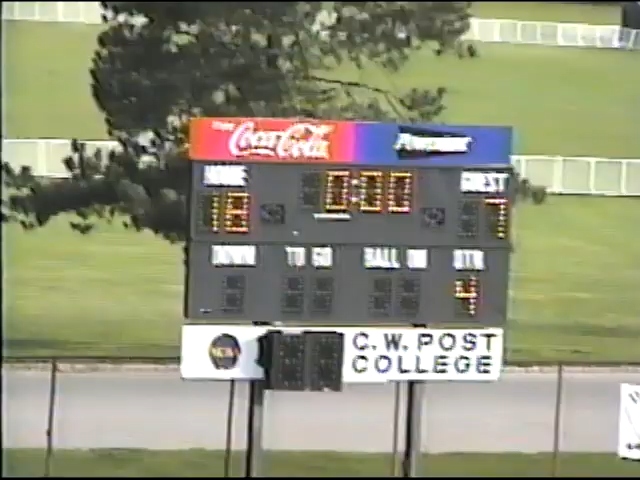 Coca-Cola POWERADE
HOME 0:00 GUEST
18 7
DOWN TO GO BALL ON QTR
4
C.W. POST
COLLEGE